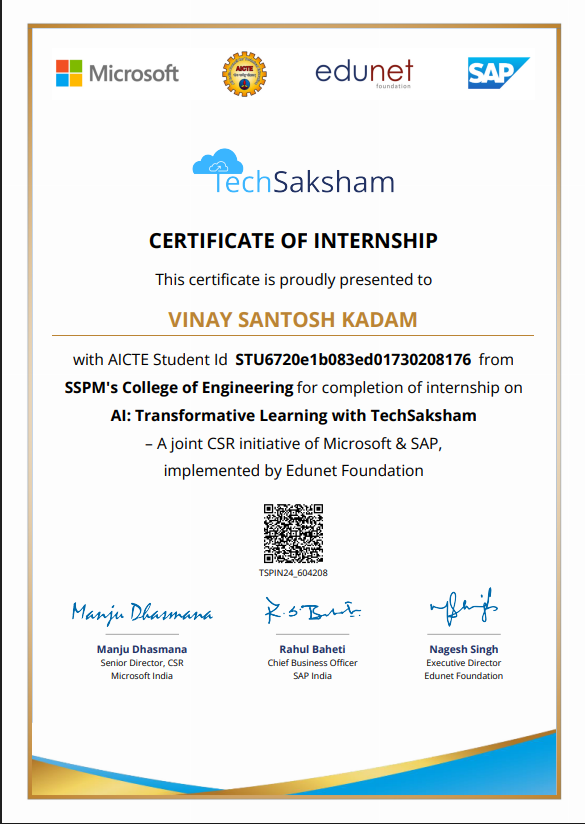 Microsoft
AICTE
edunet
foundation
SAP
TechSaksham
CERTIFICATE OF INTERNSHIP
This certificate is proudly presented to
VINAY SANTOSH KADAM
with AICTE Student Id STU6720e1b083ed01730208176 from
SSPM's College of Engineering for completion of internship on
AI: Transformative Learning with TechSaksham
– A joint CSR initiative of Microsoft & SAP,
implemented by Edunet Foundation
TSPIN24_604208
Manju Dhasmana
Manju Dhasmana
Senior Director, CSR
Microsoft India
Rahul Baheti
Chief Business Officer
SAP India
Nagesh Singh
Executive Director
Edunet Foundation